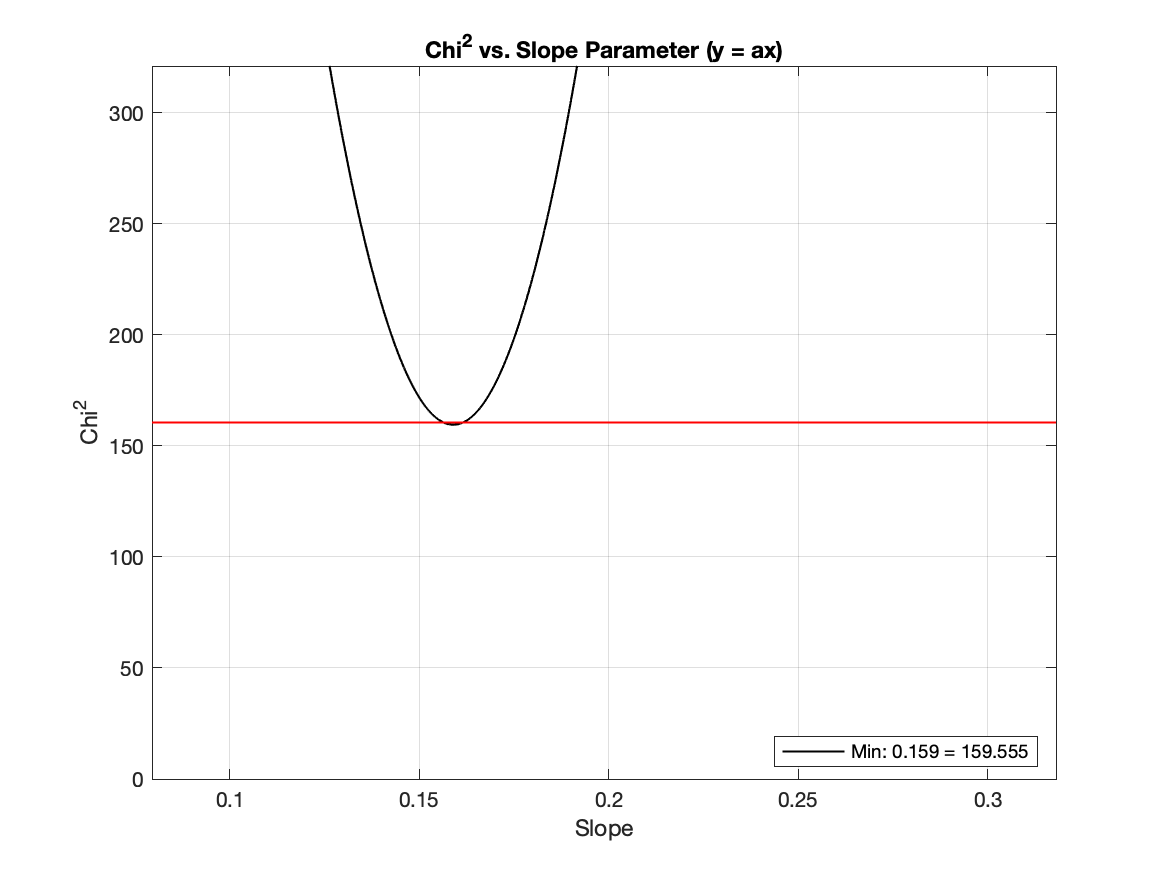 Chi² vs. Slope Parameter (y = ax)
300
250
200
150
100
50
0
Chi²
0.1 0.15 0.2 0.25 0.3
Slope
Min: 0.159 = 159.555